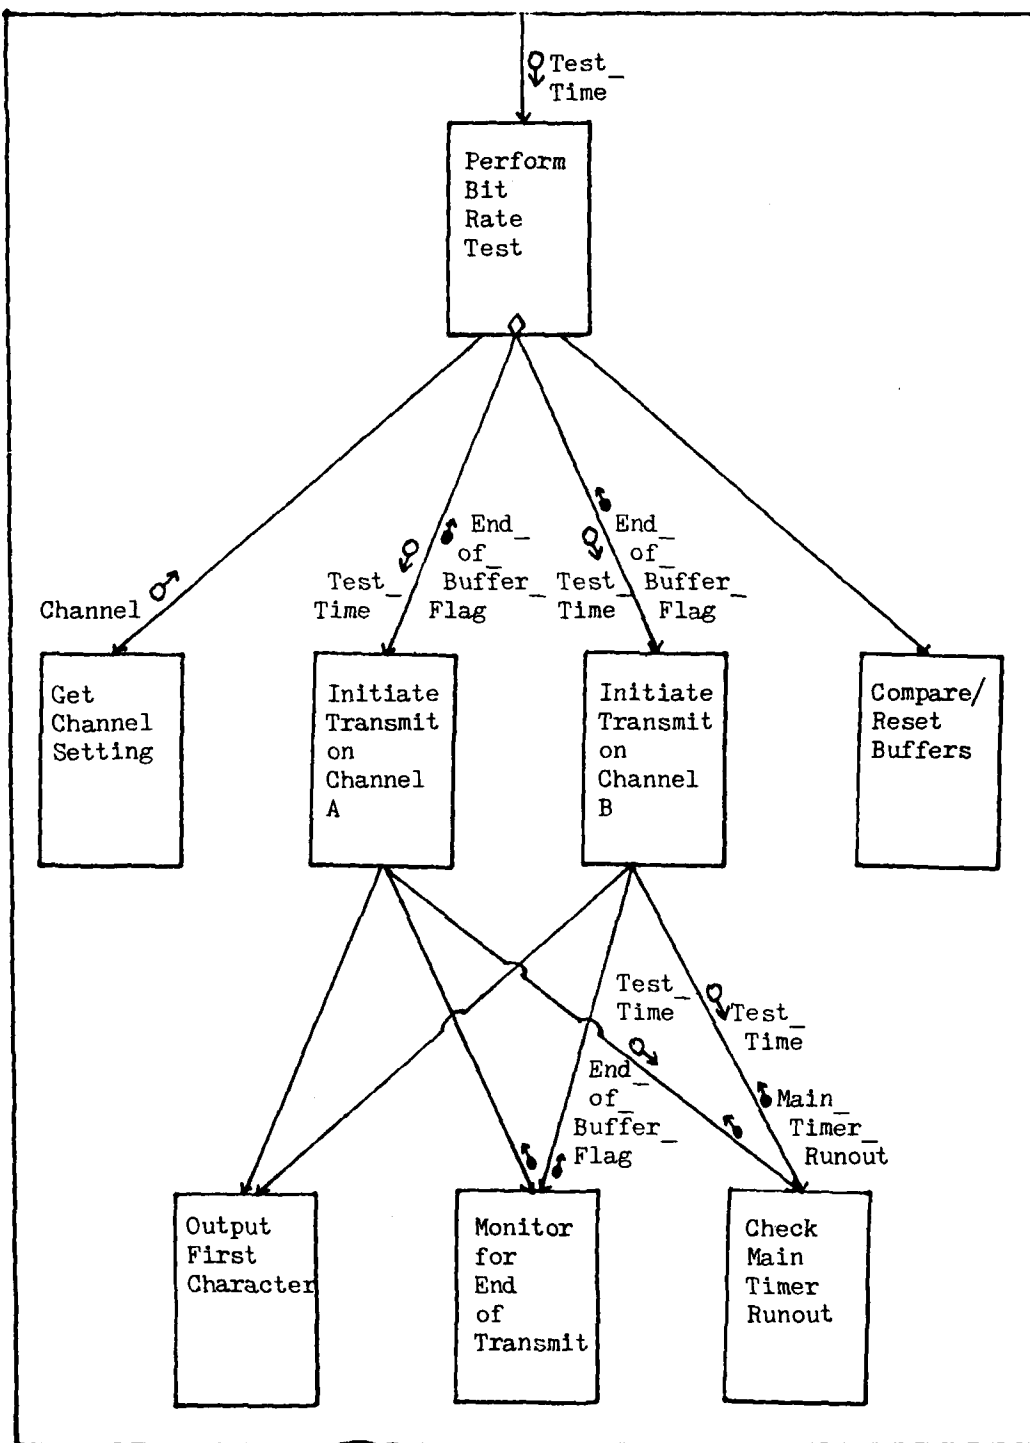 Test_
Time
Perform
Bit
Rate
Test
Channel
Test_
Time
End_
of_
Buffer_
Flag
Test_
Time
End_
of_
Buffer_
Flag
Get
Channel
Setting
Initiate
Transmit
on
Channel
A
Initiate
Transmit
on
Channel
B
Compare/
Reset
Buffers
Test_
Time
Test_
Time
End_
of_
Buffer_
Flag
Main_
Timer_
Runout
Output
First
Character
Monitor
for
End
of
Transmit
Check
Main
Timer
Runout